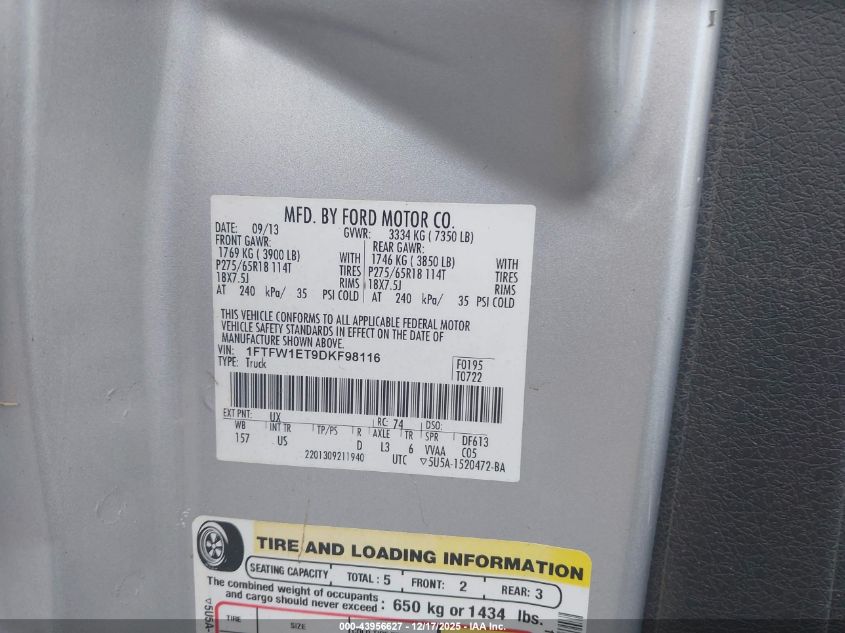 MFD. BY FORD MOTOR CO.
DATE: 09/13 GVWR: 3334 KG ( 7350 LB)
FRONT GAWR: REAR GAWR:
1769 KG ( 3900 LB) WITH 1746 KG ( 3850 LB) WITH
P275/65R18 114T TIRES P275/65R18 114T TIRES
18X7.5J RIMS 18X7.5J RIMS
AT 240 kPa/ 35 PSI COLD AT 240 kPa/ 35 PSI COLD
THIS VEHICLE CONFORMS TO ALL APPLICABLE FEDERAL MOTOR
VEHICLE SAFETY STANDARDS IN EFFECT ON THE DATE OF
MANUFACTURE SHOWN ABOVE.
VIN: 1FTFW1ET9DKF98116 F0195
TYPE: Truck T0722
EXT PNT: UX RC: 74 DSO:
WB INT TR TP/PS R AXLE TR SPR DF613
157 US D L3 6 VVAA C05
2201309211940 UTC ▽5U5A-1520472-BA
TIRE AND LOADING INFORMATION
SEATING CAPACITY TOTAL : 5 FRONT: 2 REAR: 3
The combined weight of occupants
and cargo should never exceed : 650 kg or 1434 lbs.
▽5U5A-
TIRE SIZE
000-43956627 - 12/17/2025 - IAA Inc.